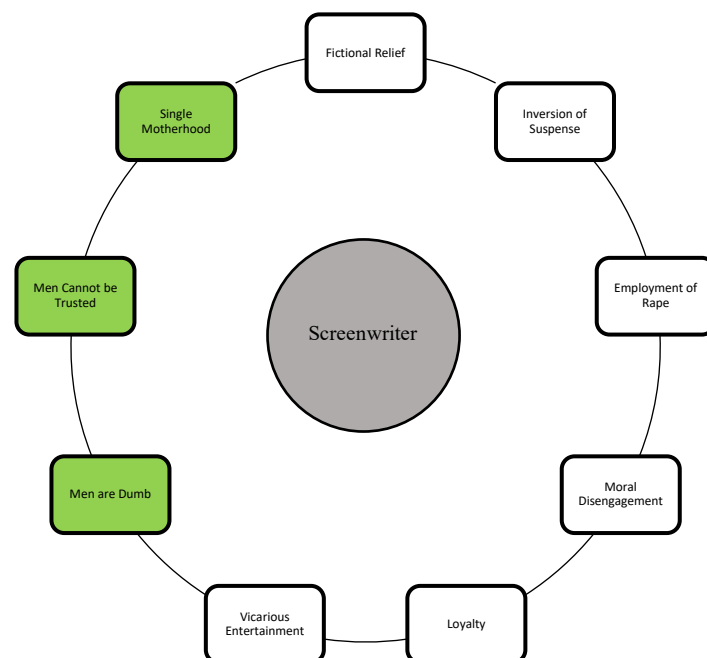 Fictional Relief
Inversion of
Suspense
Employment of
Rape
Moral
Disengagement
Loyalty
Vicarious
Entertainment
Men are Dumb
Men Cannot be
Trusted
Single
Motherhood
Screenwriter